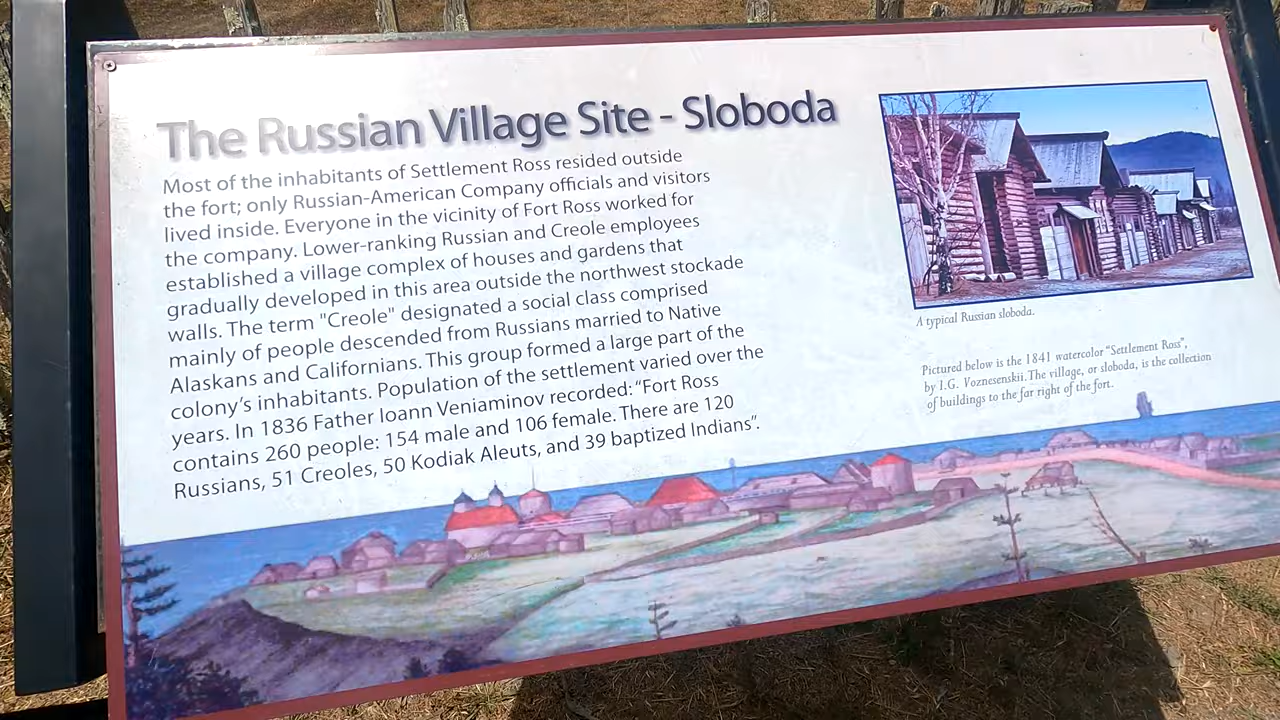 The Russian Village Site - Sloboda
Most of the inhabitants of Settlement Ross resided outside
the fort; only Russian-American Company officials and visitors
lived inside. Everyone in the vicinity of Fort Ross worked for
the company. Lower-ranking Russian and Creole employees
established a village complex of houses and gardens that
gradually developed in this area outside the northwest stockade
walls. The term "Creole" designated a social class comprised
mainly of people descended from Russians married to Native
Alaskans and Californians. This group formed a large part of the
colony's inhabitants. Population of the settlement varied over the
years. In 1836 Father Ioann Veniaminov recorded: “Fort Ross
contains 260 people: 154 male and 106 female. There are 120
Russians, 51 Creoles, 50 Kodiak Aleuts, and 39 baptized Indians”.
A typical Russian sloboda.
Pictured below is the 1841 watercolor “Settlement Ross”,
by I.G. Voznesenskii. The village, or sloboda, is the collection
of buildings to the far right of the fort.